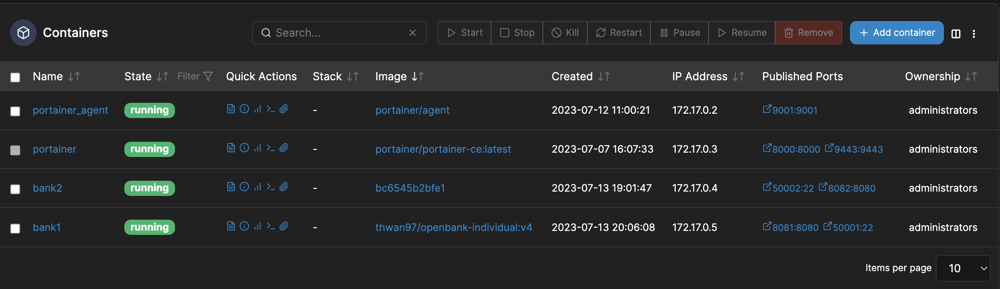 Containers Search... Start Stop Kill Restart Pause Resume Remove Add container
Name State Filter Quick Actions Stack Image Created IP Address Published Ports Ownership
portainer_agent running - portainer/agent 2023-07-12 11:00:21 172.17.0.2 9001:9001 administrators
portainer running - portainer/portainer-ce:latest 2023-07-07 16:07:33 172.17.0.3 8000:8000 9443:9443 administrators
bank2 running - bc6545b2bfe1 2023-07-13 19:01:47 172.17.0.4 50002:22 8082:8080 administrators
bank1 running - thwan97/openbank-individual:v4 2023-07-13 20:06:08 172.17.0.5 8081:8080 50001:22 administrators
Items per page 10